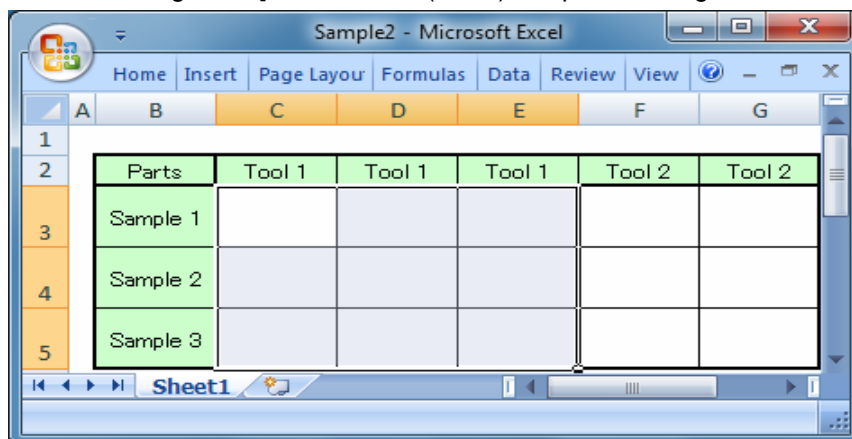 Sample2 - Microsoft Excel
Home Insert Page Layour Formulas Data Review View
A B C D E F G
1
2 Parts Tool 1 Tool 1 Tool 1 Tool 2 Tool 2
3 Sample 1
4 Sample 2
5 Sample 3
Sheet1